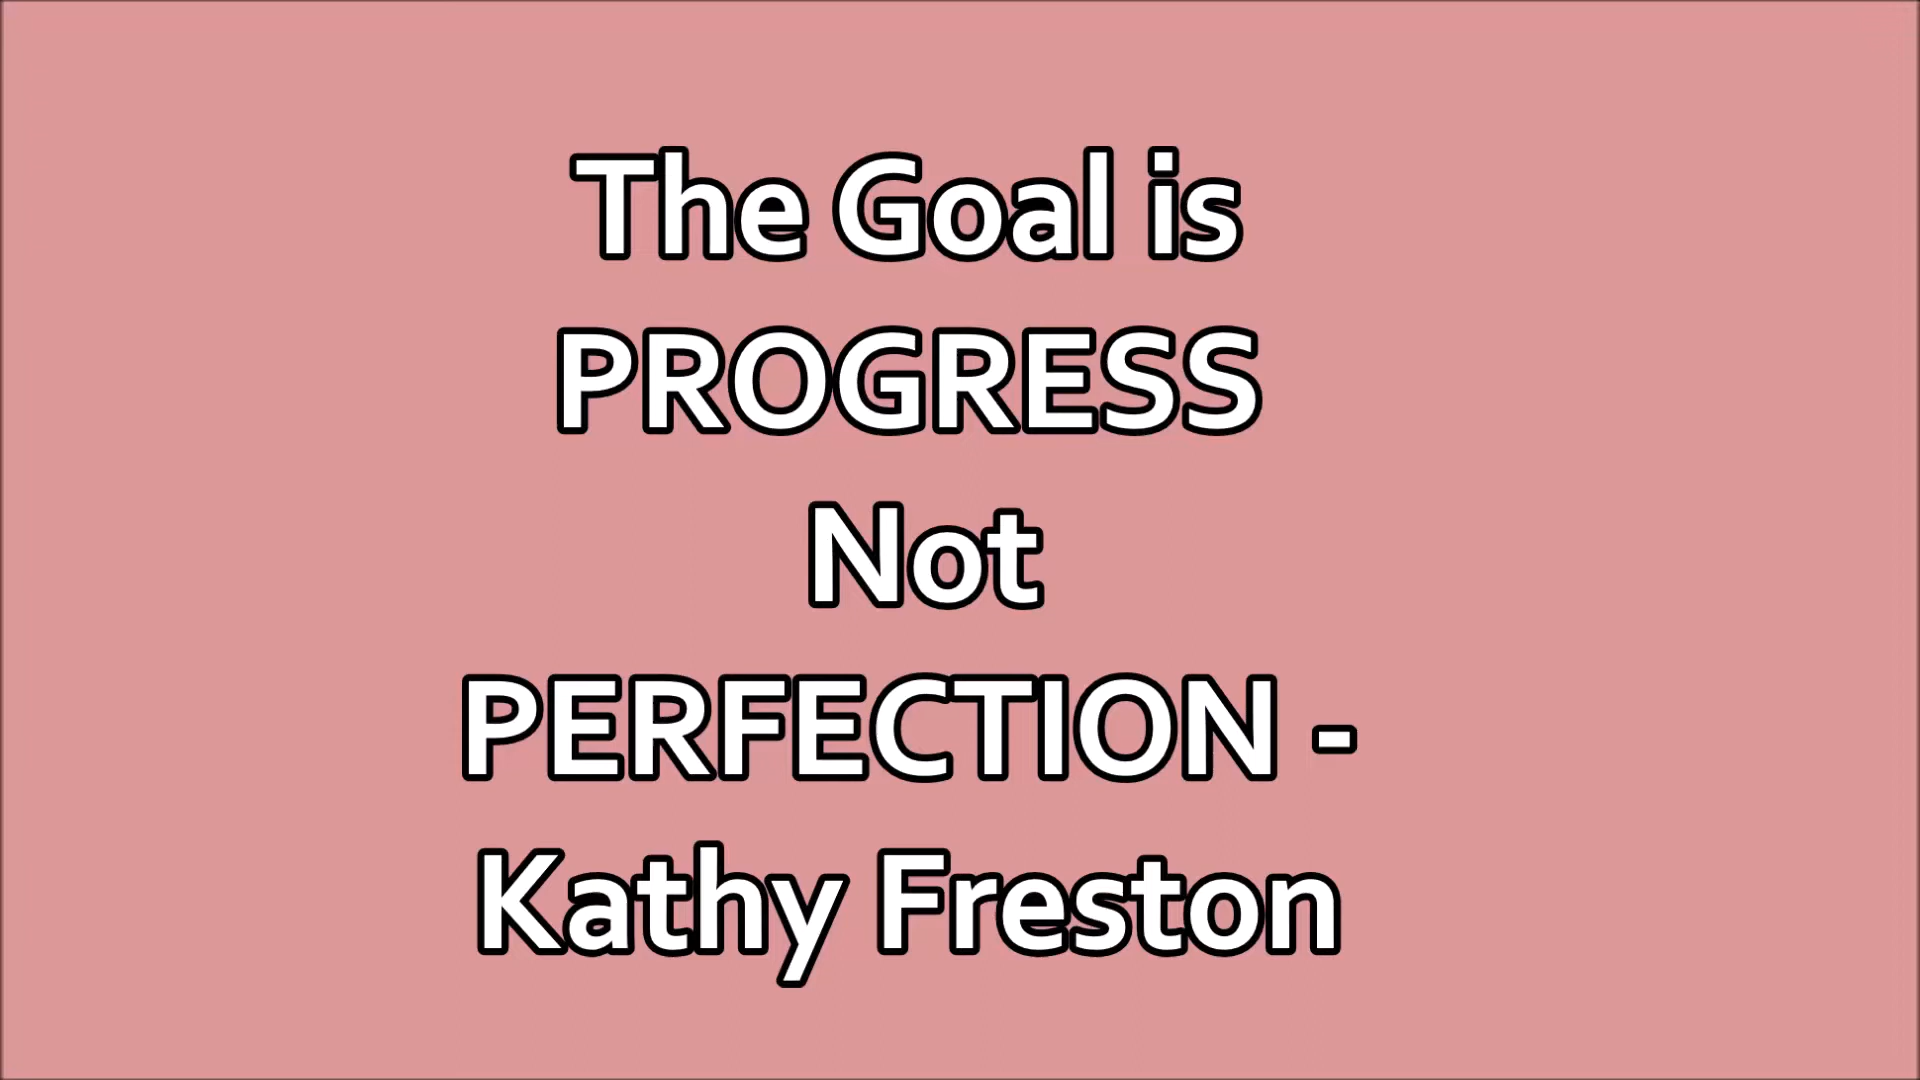 The Goal is
PROGRESS
Not
PERFECTION -
Kathy Freston